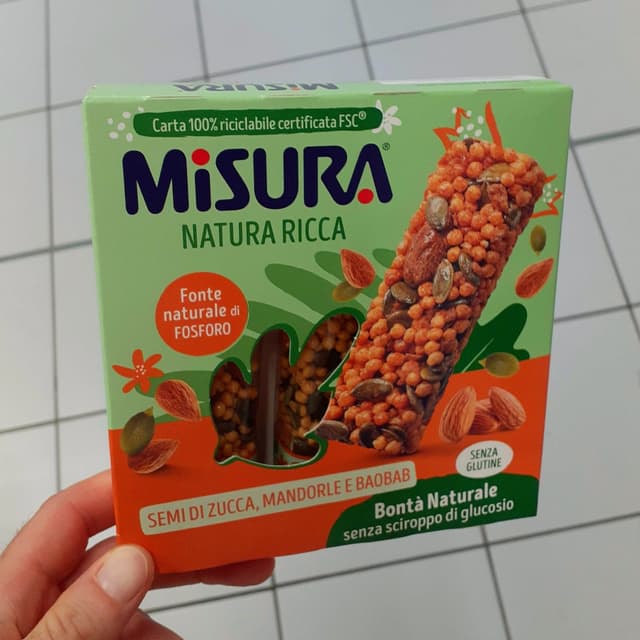 MiSURA
Carta 100% riciclabile certificata FSC®
MiSURA®
NATURA RICCA
Fonte
naturale di
FOSFORO
SENZA
GLUTINE
SEMI DI ZUCCA, MANDORLE E BAOBAB
Bontà Naturale
senza sciroppo di glucosio